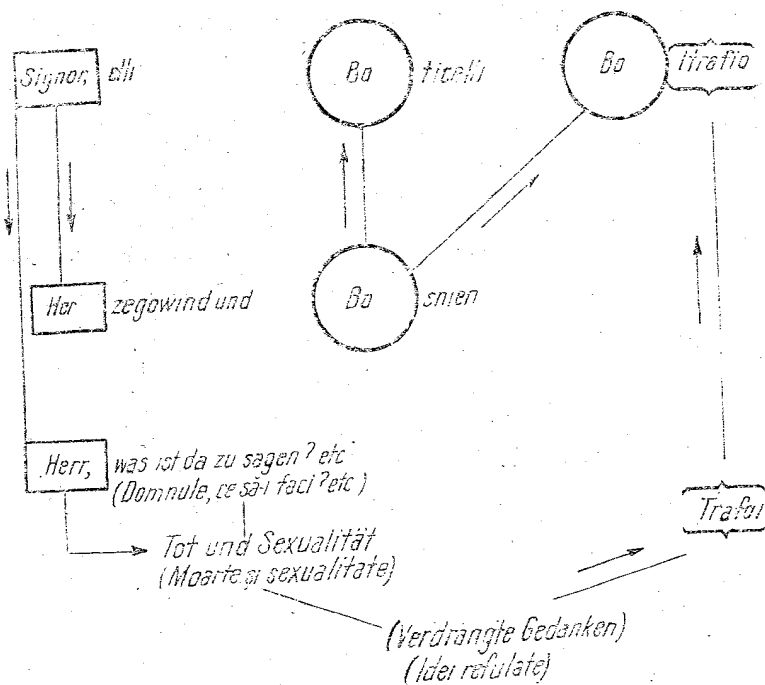 Signor, elli
Bo ticelli
Bo ltrafio
Her zegowind und
Bo snien
Herr, was ist da zu sagen? etc
(Domnule, ce să-i faci? etc)
Trafoi
Tot und Sexualität
(Moarte și sexualitate)
(Verdrangte Gedanken)
(Idei refulate)